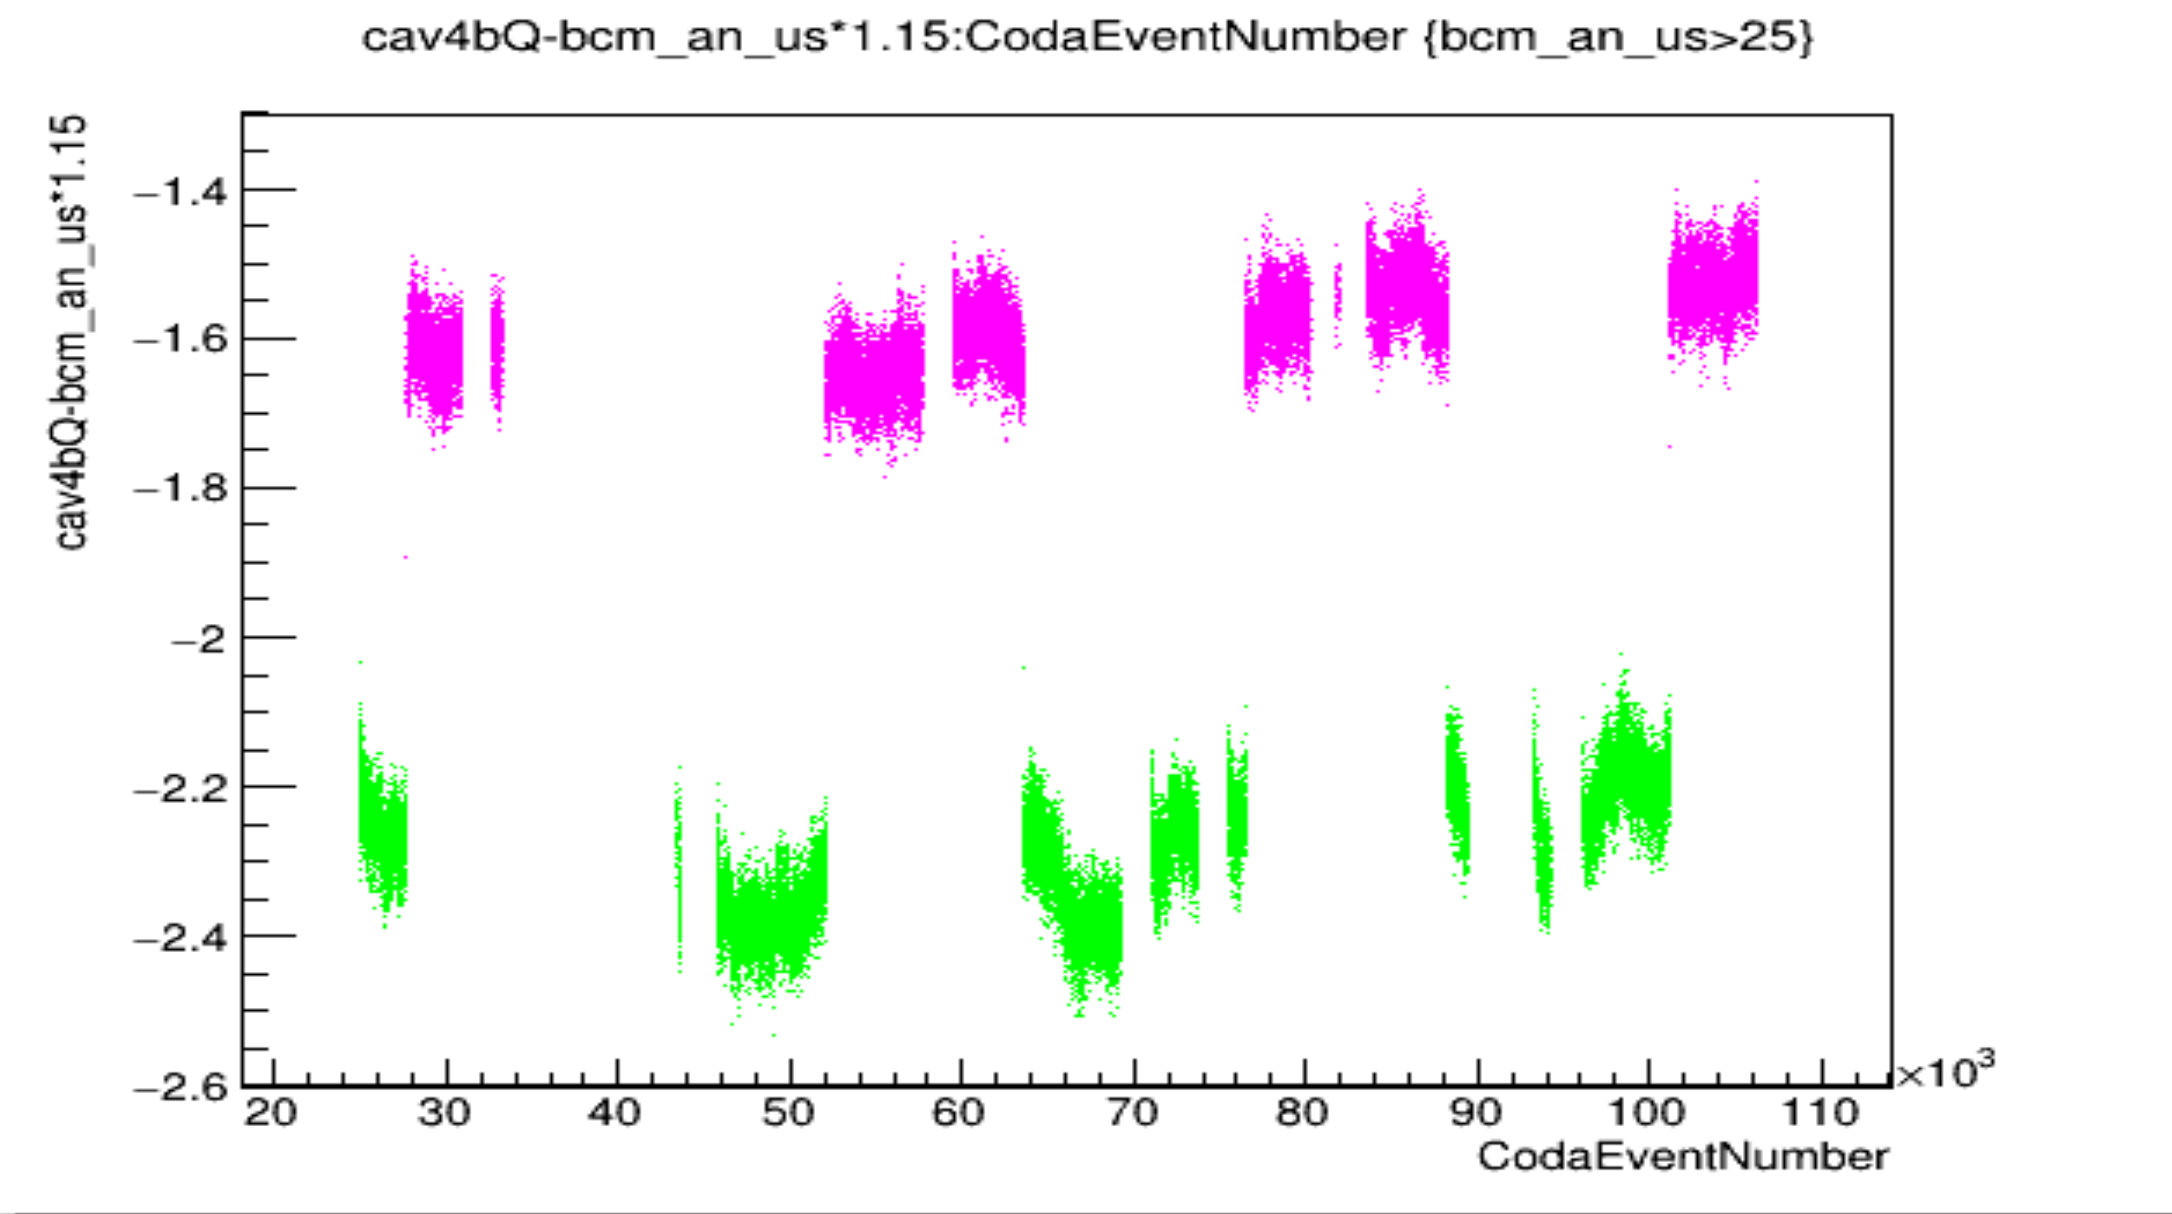 cav4bQ-bcm_an_us*1.15:CodaEventNumber {bcm_an_us>25}
cav4bQ-bcm_an_us*1.15
−1.4
−1.6
−1.8
−2
−2.2
−2.4
−2.6
20 30 40 50 60 70 80 90 100 110
×10³
CodaEventNumber